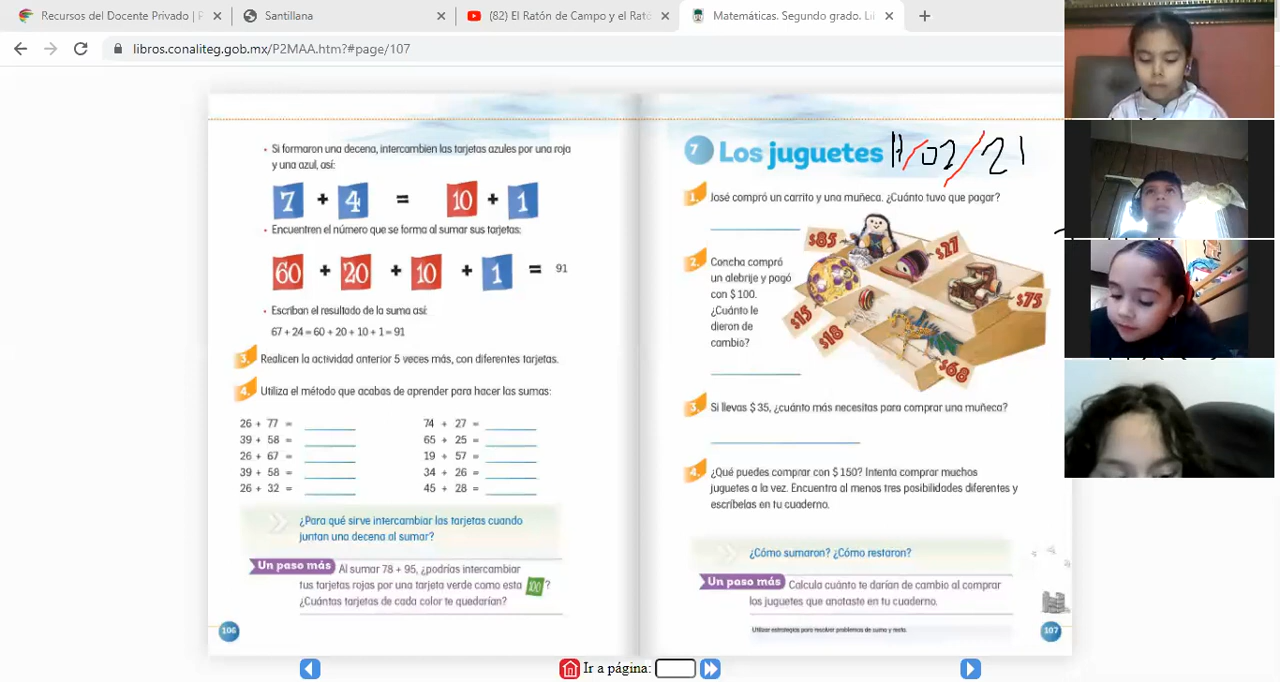 Recursos del Docente Privado | P
Santillana
(82) El Ratón de Campo y el Rató
Matemáticas. Segundo grado. Li
libros.conaliteg.gob.mx/P2MAA.htm?#page/107
• Si formaron una decena, intercambien las tarjetas azules por una roja
y una azul, así:
7 + 4 = 10 + 1
• Encuentren el número que se forma al sumar sus tarjetas:
60 + 20 + 10 + 1 = 91
• Escriban el resultado de la suma así:
67 + 24 = 60 + 20 + 10 + 1 = 91
3. Realicen la actividad anterior 5 veces más, con diferentes tarjetas.
4. Utiliza el método que acabas de aprender para hacer las sumas:
26 + 77 = 74 + 27 =
39 + 58 = 65 + 25 =
26 + 67 = 19 + 57 =
39 + 58 = 34 + 26 =
26 + 32 = 45 + 28 =
¿Para qué sirve intercambiar las tarjetas cuando
juntan una decena al sumar?
Un paso más Al sumar 78 + 95, ¿podrías intercambiar
tus tarjetas rojas por una tarjeta verde como esta 100?
¿Cuántas tarjetas de cada color te quedarían?
106
7 Los juguetes /02/21
1. José compró un carrito y una muñeca. ¿Cuánto tuvo que pagar?
2. Concha compró
un alebrije y pagó
con $100.
¿Cuánto le
dieron de
cambio?
$85
$27
$75
$15
$18
$68
3. Si llevas $35, ¿cuánto más necesitas para comprar una muñeca?
4. ¿Qué puedes comprar con $150? Intenta comprar muchos
juguetes a la vez. Encuentra al menos tres posibilidades diferentes y
escríbelas en tu cuaderno.
¿Cómo sumaron? ¿Cómo restaron?
Un paso más Calcula cuánto te darían de cambio al comprar
los juguetes que anotaste en tu cuaderno.
Utilizar estrategias para resolver problemas de suma y resta.
107
Ir a página: